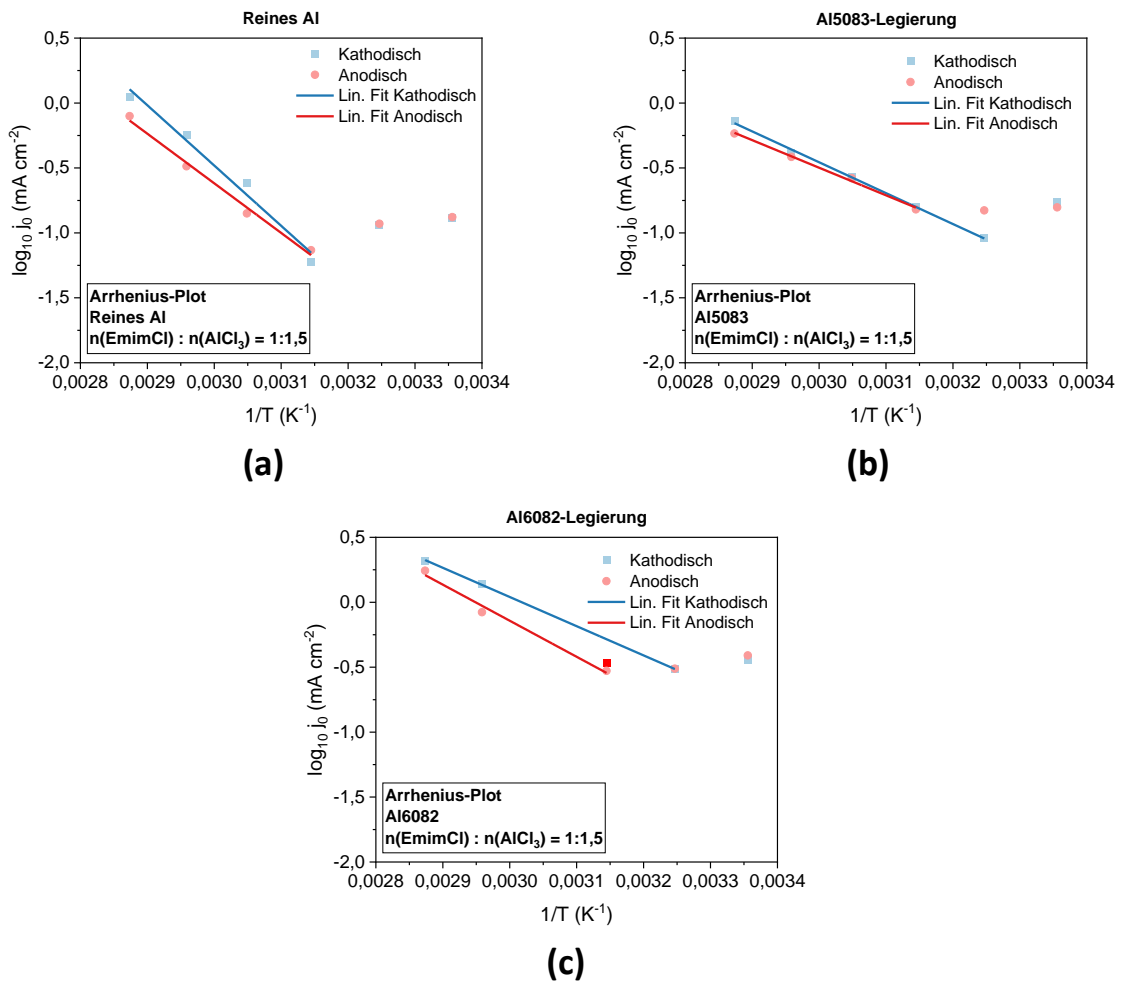 Reines Al
0,5
0,0
-0,5
-1,0
-1,5
-2,0
log₁₀ j₀ (mA cm⁻²)
Kathodisch
Anodisch
Lin. Fit Kathodisch
Lin. Fit Anodisch
Arrhenius-Plot
Reines Al
n(EmimCl) : n(AlCl₃) = 1:1,5
0,0028 0,0029 0,0030 0,0031 0,0032 0,0033 0,0034
1/T (K⁻¹)
(a)
Al5083-Legierung
0,5
0,0
-0,5
-1,0
-1,5
-2,0
log₁₀ j₀ (mA cm⁻²)
Kathodisch
Anodisch
Lin. Fit Kathodisch
Lin. Fit Anodisch
Arrhenius-Plot
Al5083
n(EmimCl) : n(AlCl₃) = 1:1,5
0,0028 0,0029 0,0030 0,0031 0,0032 0,0033 0,0034
1/T (K⁻¹)
(b)
Al6082-Legierung
0,5
0,0
-0,5
-1,0
-1,5
-2,0
log₁₀ j₀ (mA cm⁻²)
Kathodisch
Anodisch
Lin. Fit Kathodisch
Lin. Fit Anodisch
Arrhenius-Plot
Al6082
n(EmimCl) : n(AlCl₃) = 1:1,5
0,0028 0,0029 0,0030 0,0031 0,0032 0,0033 0,0034
1/T (K⁻¹)
(c)